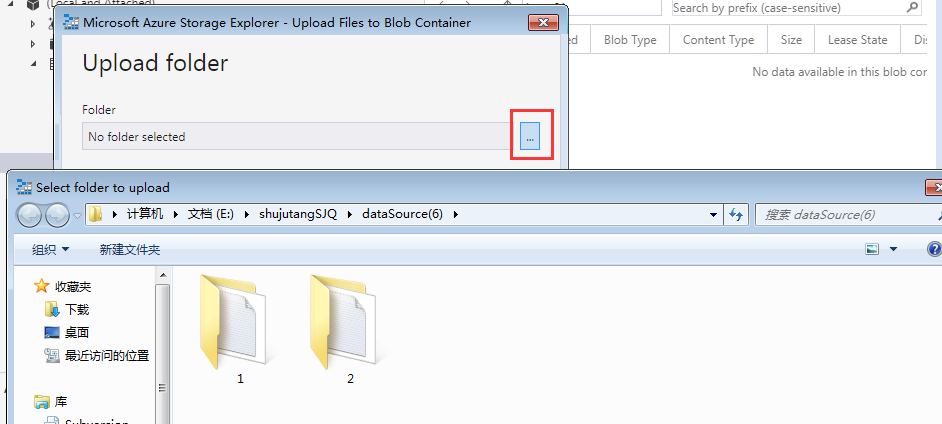 (Local and Attached)
Search by prefix (case-sensitive)
Microsoft Azure Storage Explorer - Upload Files to Blob Container
Blob Type
Content Type
Size
Lease State
Upload folder
No data available in this blob
Folder
No folder selected
...
Select folder to upload
计算机
文档 (E:)
shujutangSJQ
dataSource(6)
搜索 dataSource(6)
组织
新建文件夹
收藏夹
下载
桌面
最近访问的位置
库
Subversion
1
2